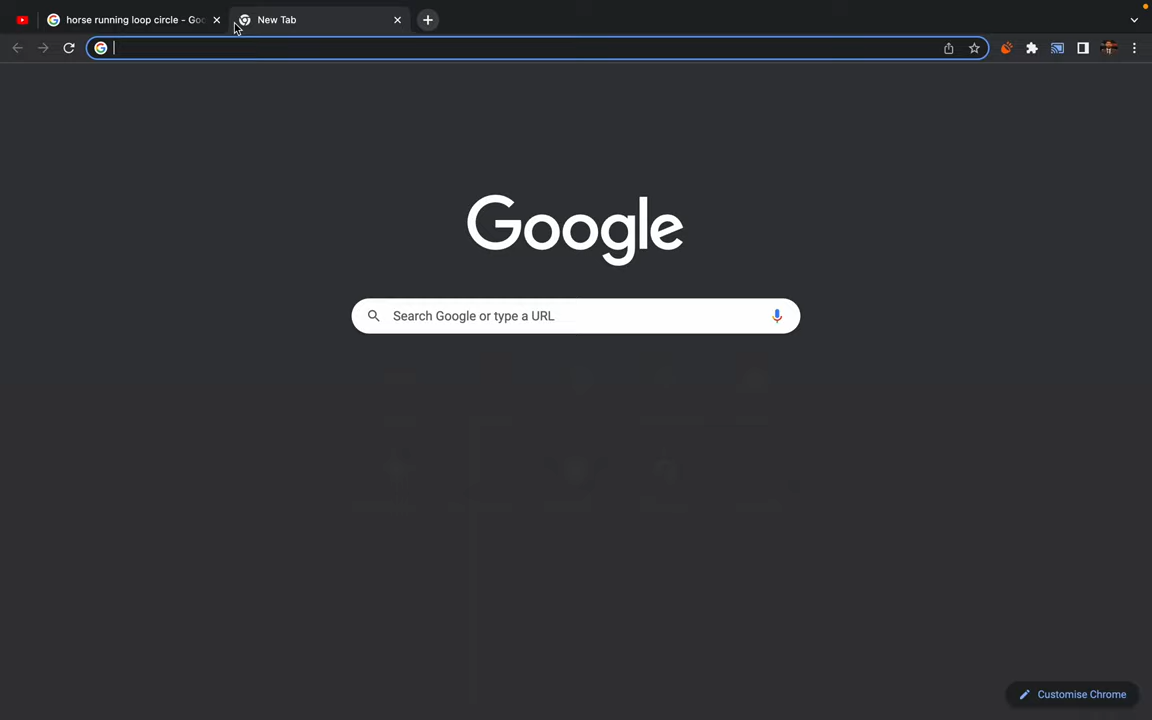 horse running loop circle - Goo
New Tab
Google
Search Google or type a URL
Customise Chrome